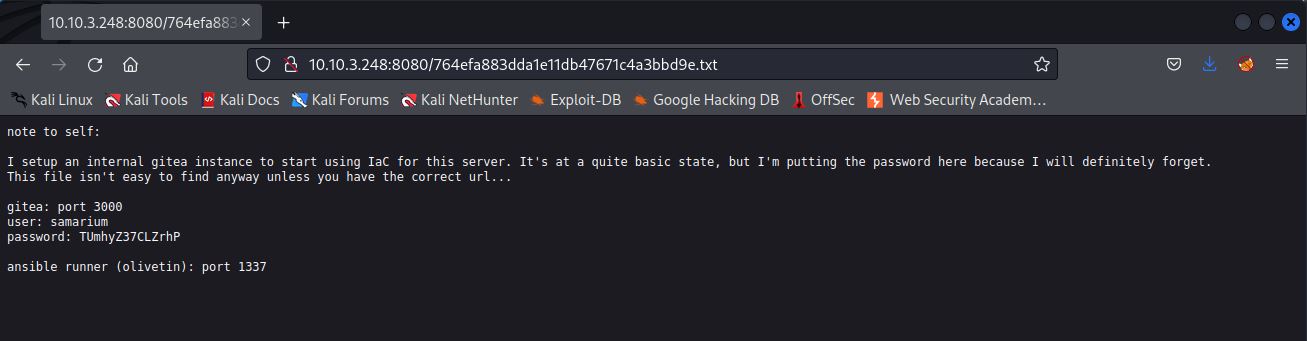 10.10.3.248:8080/764efa883
10.10.3.248:8080/764efa883dda1e11db47671c4a3bbd9e.txt
Kali Linux Kali Tools Kali Docs Kali Forums Kali NetHunter Exploit-DB Google Hacking DB OffSec Web Security Academ…
note to self:
I setup an internal gitea instance to start using IaC for this server. It's at a quite basic state, but I'm putting the password here because I will definitely forget.
This file isn't easy to find anyway unless you have the correct url...
gitea: port 3000
user: samarium
password: TUmhyZ37CLZrhP
ansible runner (olivetin): port 1337